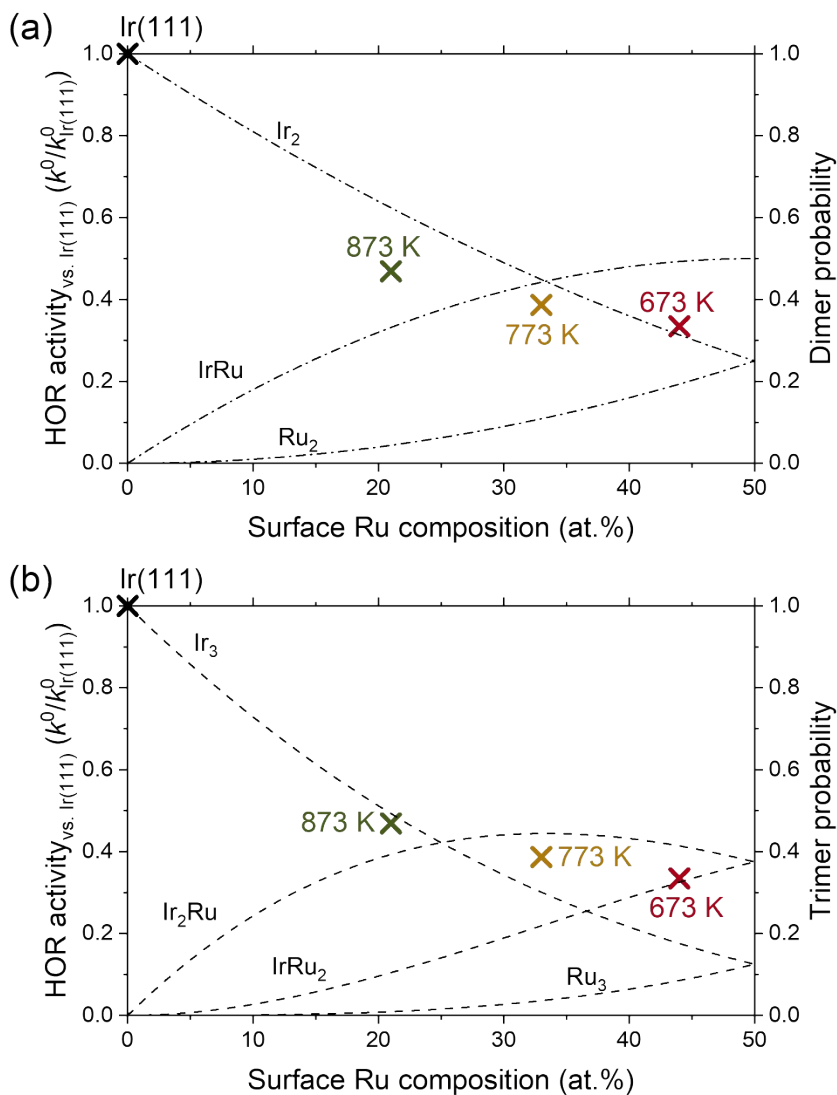 (a)
Ir(111)
1.0
0.8
0.6
0.4
0.2
0.0
HOR activity vs. Ir(111) (k⁰/k⁰Ir(111))
Ir₂
873 K
773 K
673 K
IrRu
Ru₂
1.0
0.8
0.6
0.4
0.2
0.0
Dimer probability
0 10 20 30 40 50
Surface Ru composition (at.%)
(b)
Ir(111)
1.0
0.8
0.6
0.4
0.2
0.0
HOR activity vs. Ir(111) (k⁰/k⁰Ir(111))
Ir₃
873 K
773 K
673 K
Ir₂Ru
IrRu₂
Ru₃
1.0
0.8
0.6
0.4
0.2
0.0
Trimer probability
0 10 20 30 40 50
Surface Ru composition (at.%)